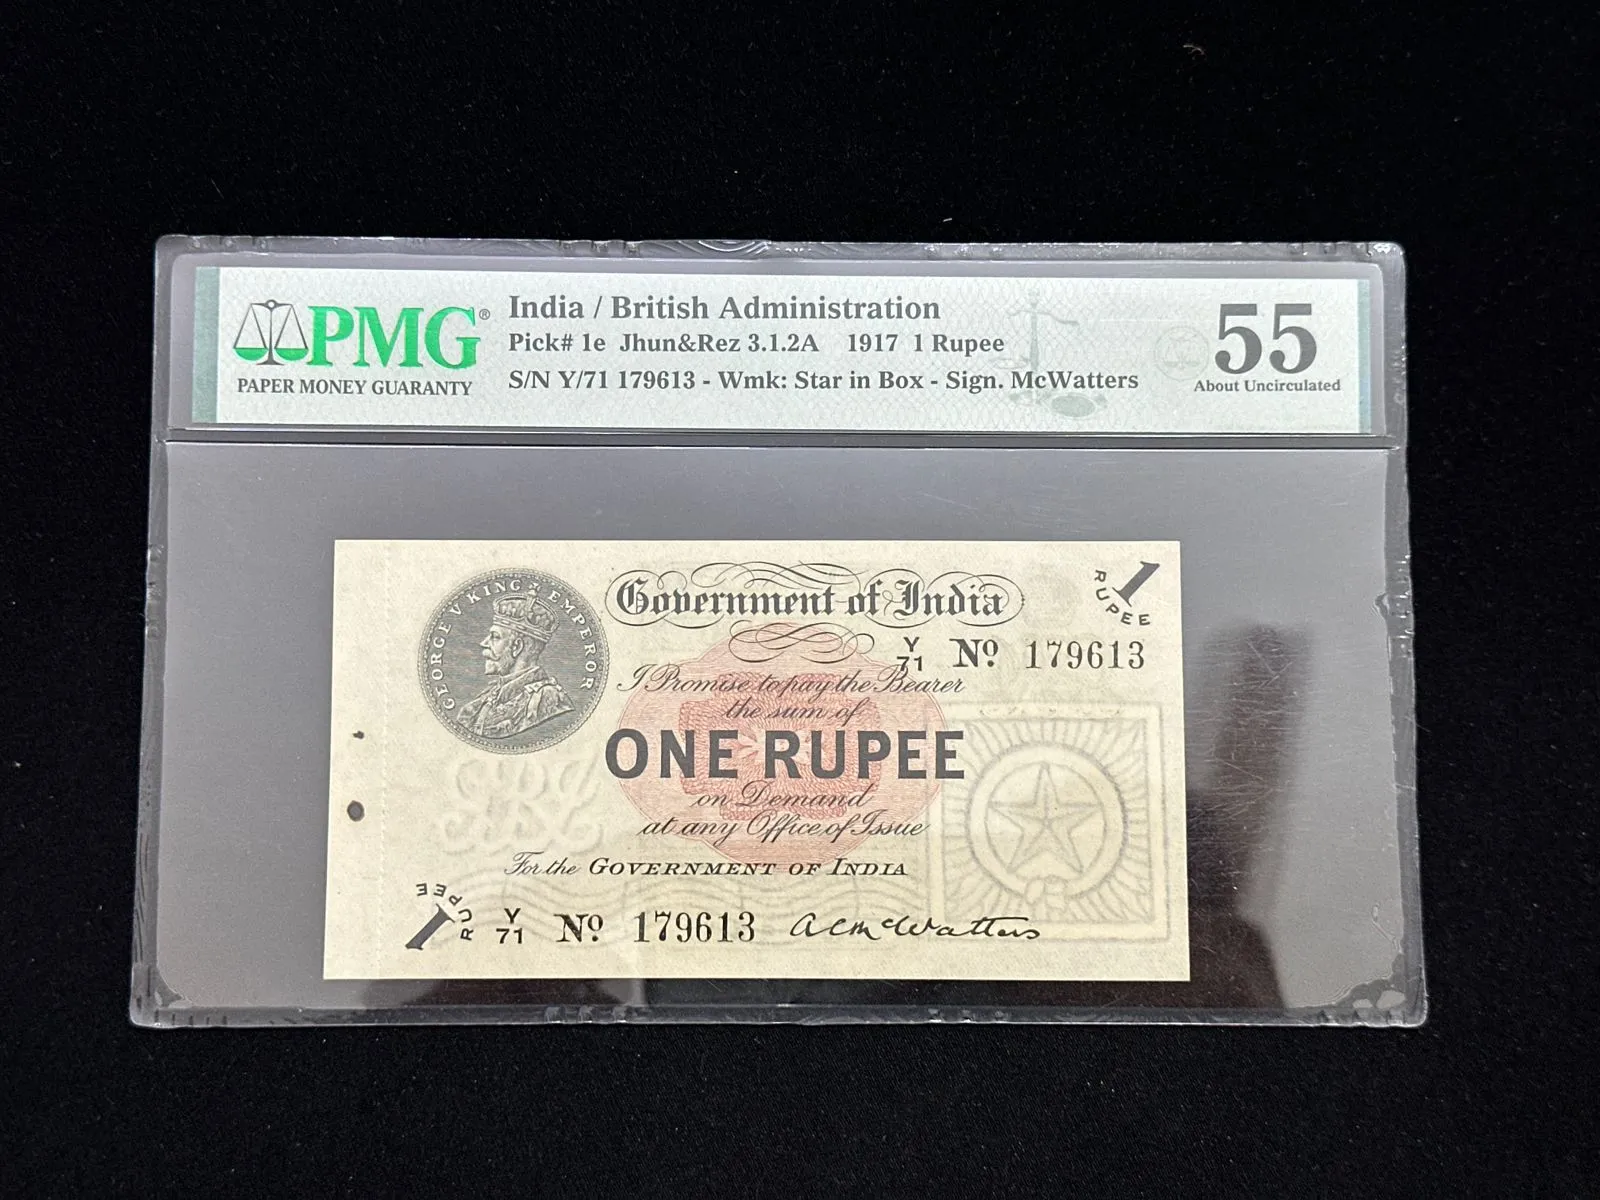 PMG®
PAPER MONEY GUARANTY
India / British Administration
Pick# 1e Jhun&Rez 3.1.2A 1917 1 Rupee
S/N Y/71 179613 - Wmk: Star in Box - Sign. McWatters
55
About Uncirculated
GEORGE V KING EMPEROR
Government of India
1 RUPEE
Y/71 No 179613
I Promise to pay the Bearer
the sum of
ONE RUPEE
on Demand
at any Office of Issue
For the GOVERNMENT OF INDIA
1 RUPEE
Y/71 No 179613 A C McWatters